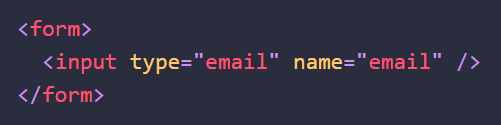 <form>
  <input type="email" name="email" />
</form>